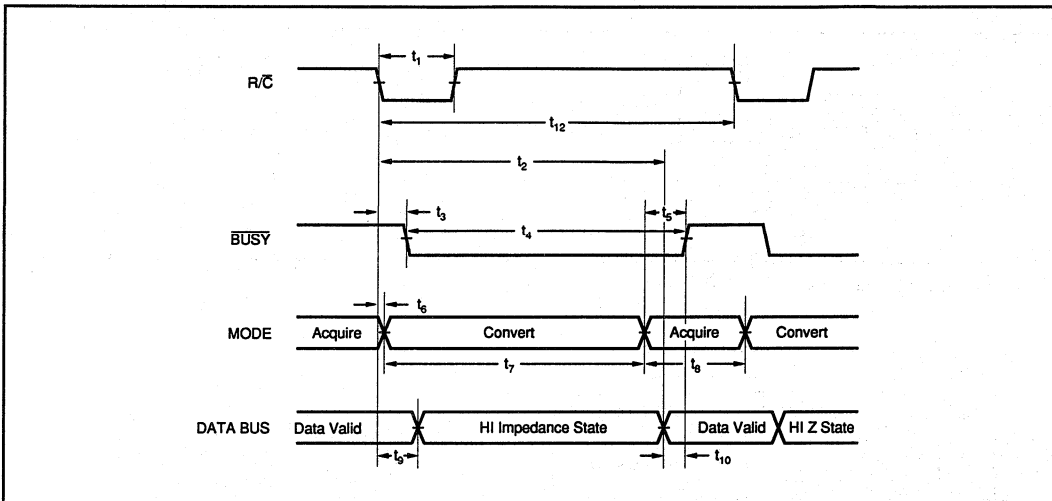 t1
R/C̅
t12
t2
t3
t5
B̅U̅S̅Y̅
t4
t6
MODE
Acquire
Convert
Acquire
Convert
t7
t8
DATA BUS
Data Valid
HI Impedance State
Data Valid
HI Z State
t9
t10